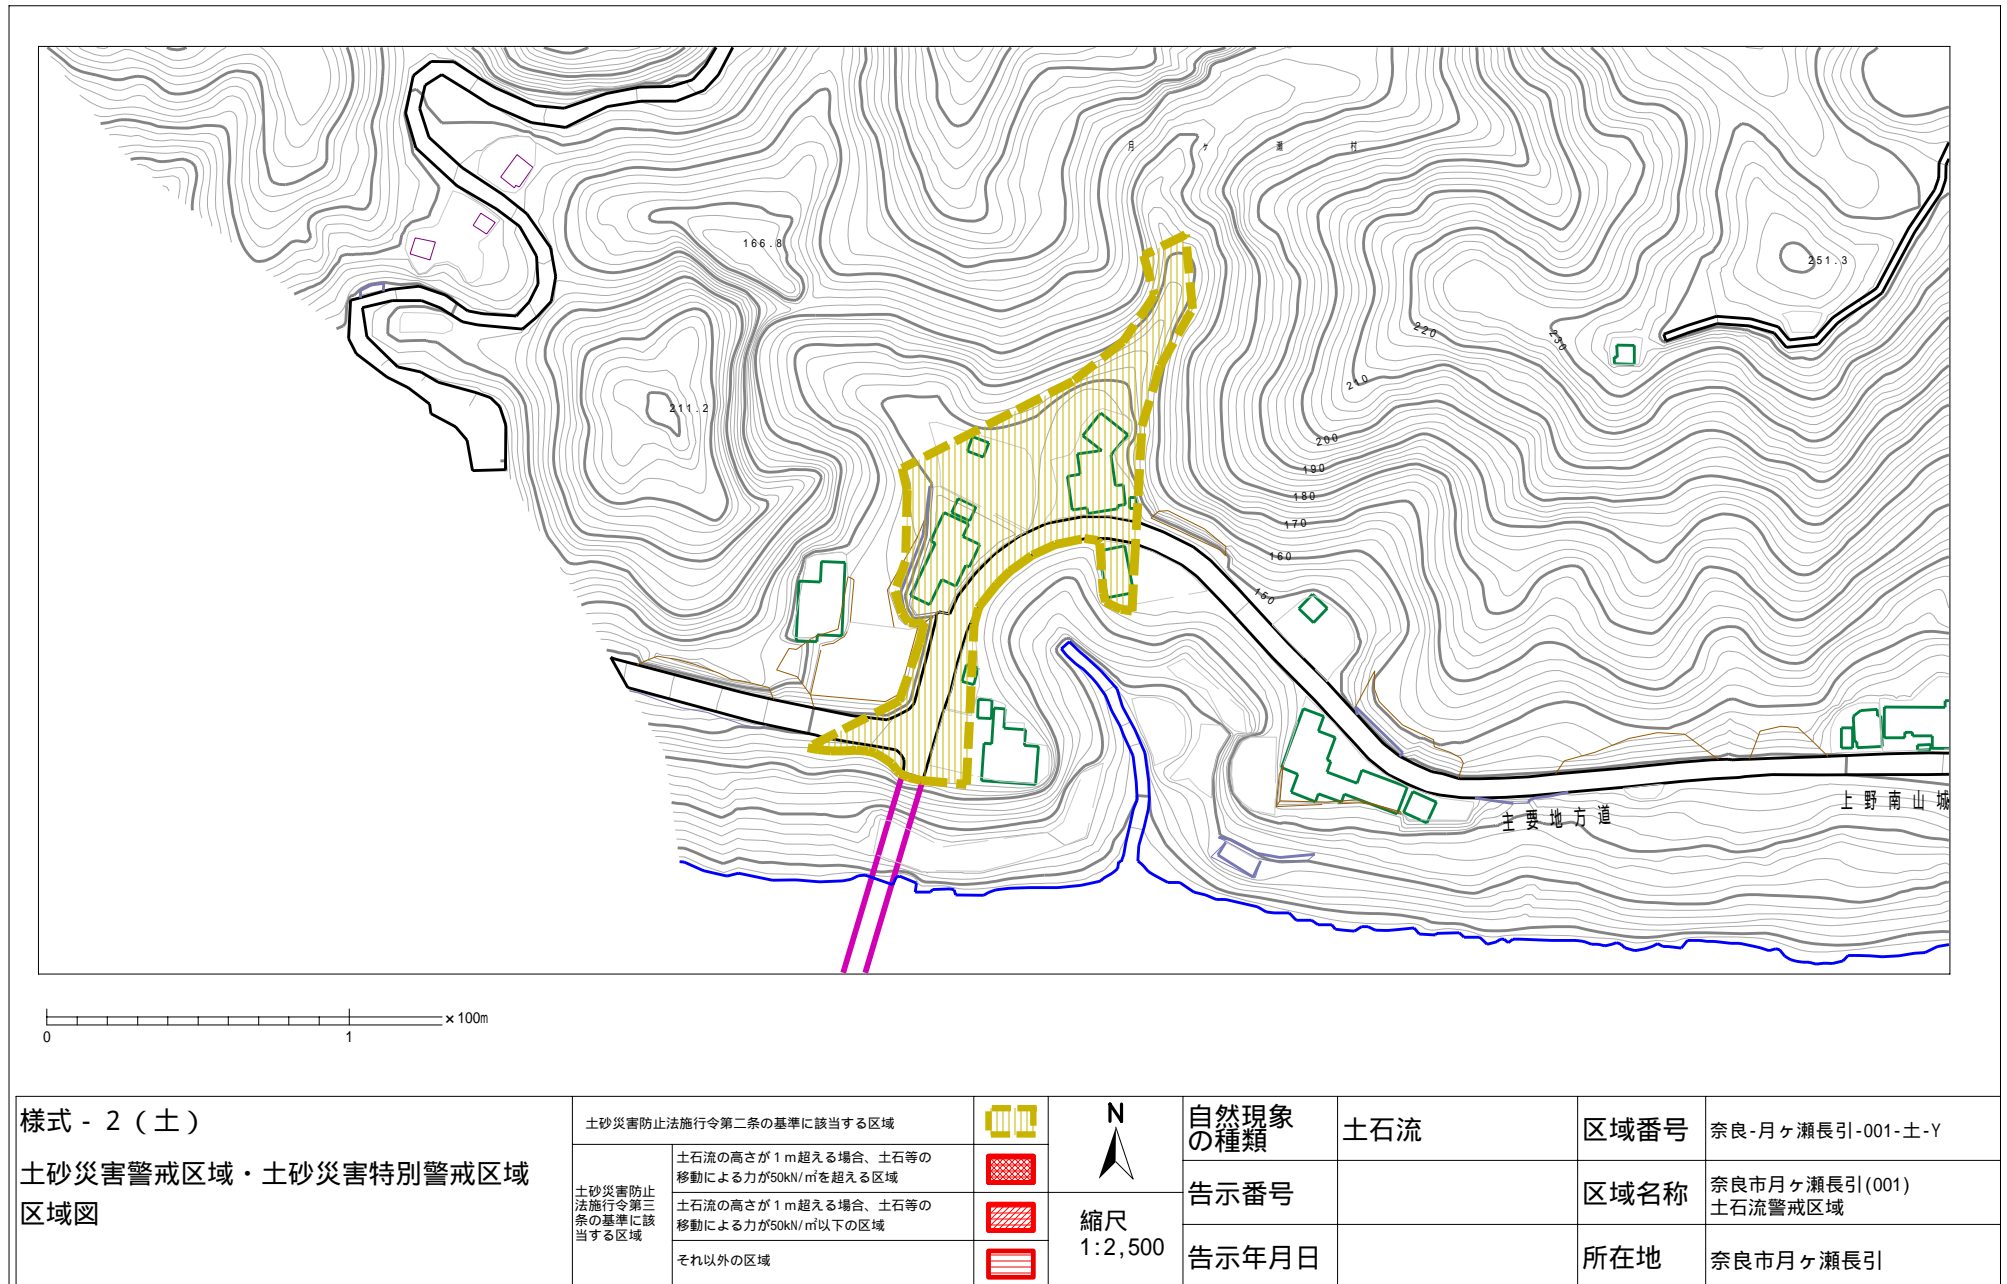 月ヶ瀬村
166.8
251.3
220
230
211.2
210
200
190
180
170
160
150
上野南山城
主要地方道
×100m
0
1
様式-2(土)
土砂災害警戒区域・土砂災害特別警戒区域
区域図
土砂災害防止法施行令第二条の基準に該当する区域
土砂災害防止
法施行令第三
条の基準に該
当する区域
土石流の高さが1m超える場合、土石等の
移動による力が50kN/㎡を超える区域
土石流の高さが1m超える場合、土石等の
移動による力が50kN/㎡以下の区域
それ以外の区域
N
縮尺
1:2,500
自然現象
の種類
土石流
区域番号
奈良-月ヶ瀬長引-001-土-Y
告示番号
区域名称
奈良市月ヶ瀬長引(001)
土石流警戒区域
告示年月日
所在地
奈良市月ヶ瀬長引